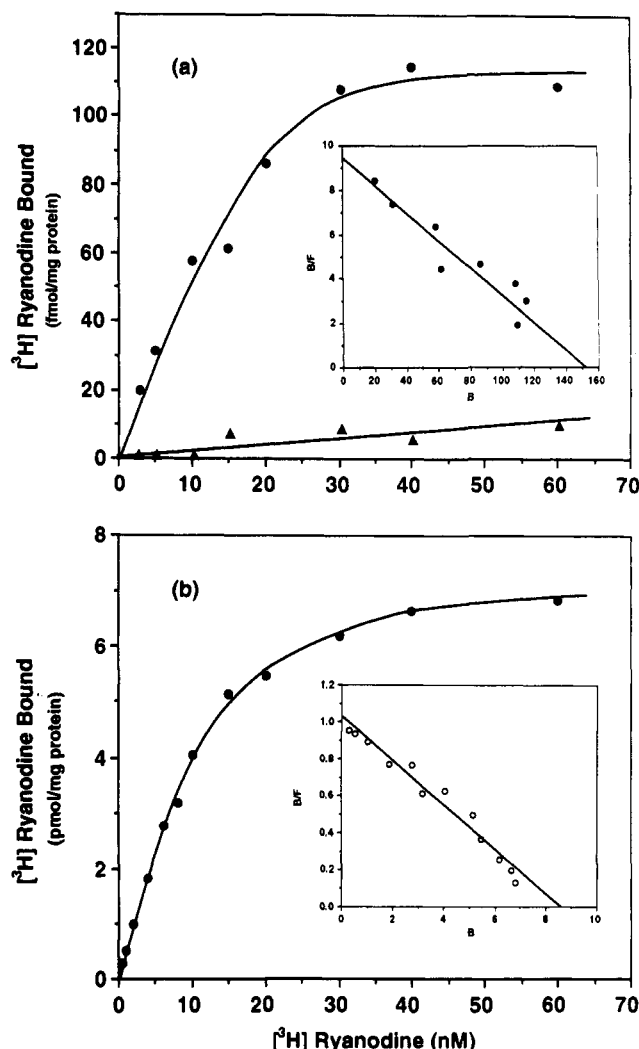 (a)
[³H] Ryanodine Bound
(fmol/mg protein)
120
100
80
60
40
20
0
0 10 20 30 40 50 60 70
B/F
10
8
6
4
2
0
0 20 40 60 80 100 120 140 160
B
(b)
[³H] Ryanodine Bound
(pmol/mg protein)
8
6
4
2
0
0 10 20 30 40 50 60 70
B/F
1.2
1.0
0.8
0.6
0.4
0.2
0.0
0 2 4 6 8 10
B
[³H] Ryanodine (nM)